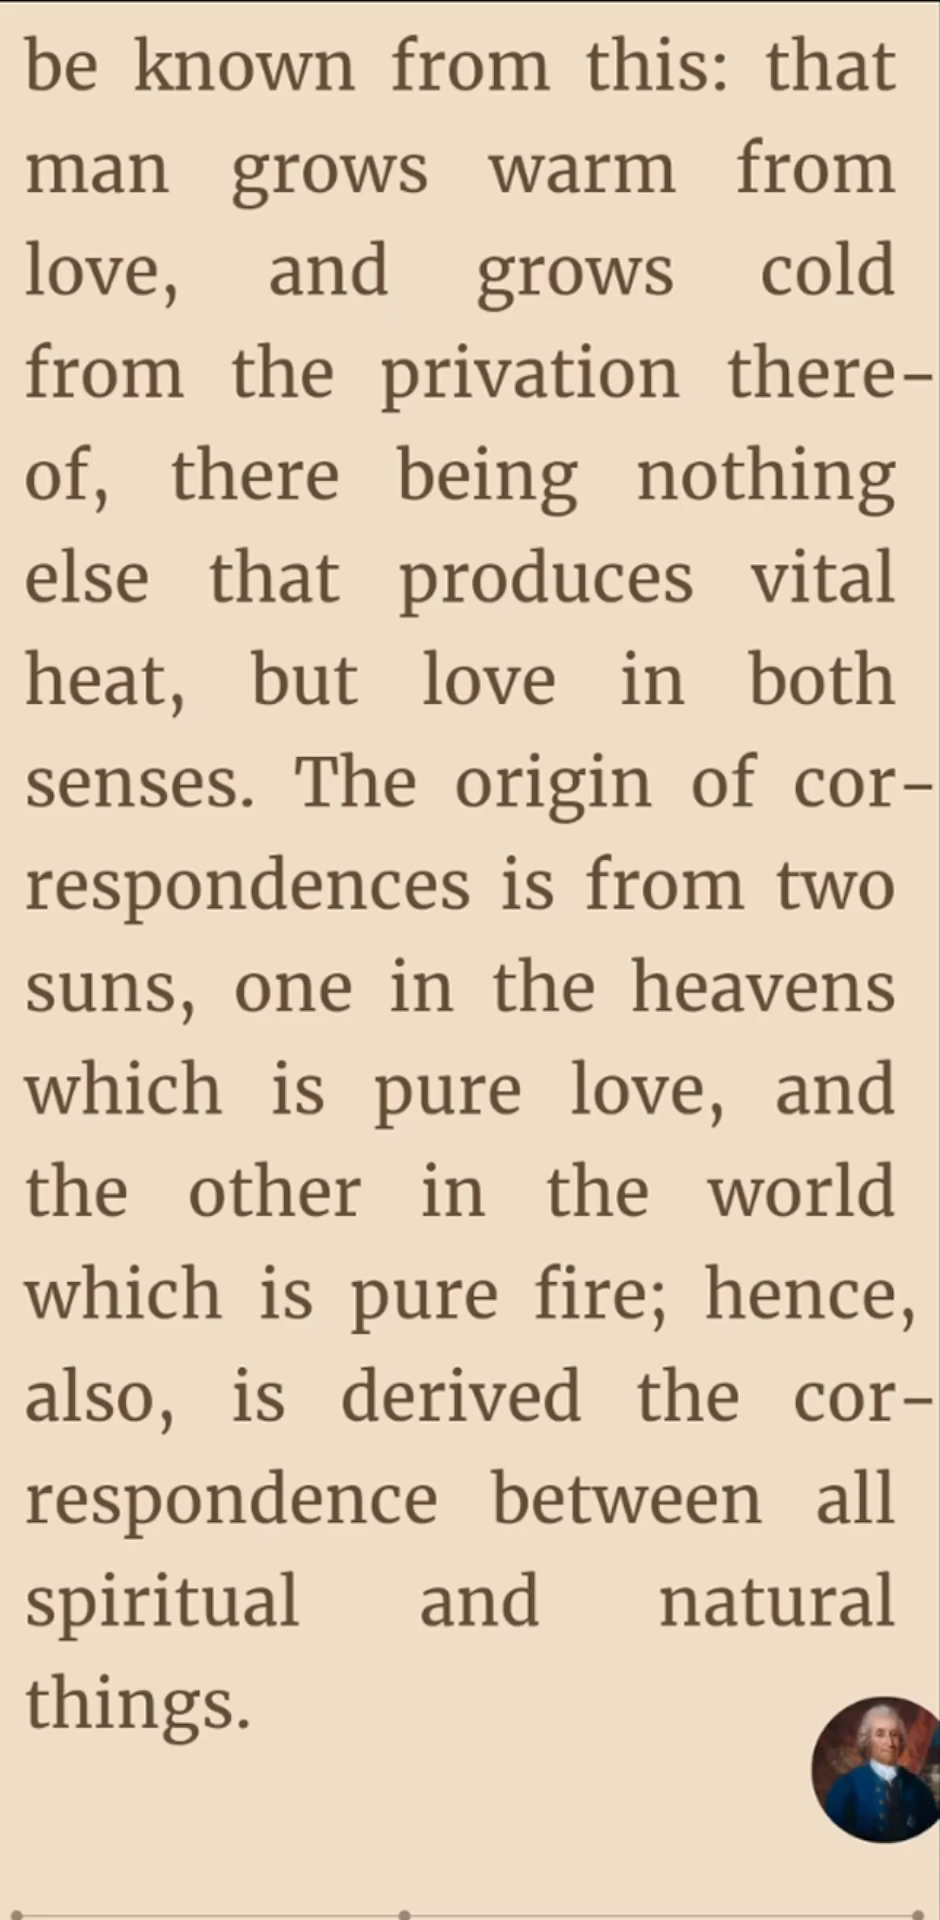 be known from this: that
man grows warm from
love, and grows cold
from the privation there-
of, there being nothing
else that produces vital
heat, but love in both
senses. The origin of cor-
respondences is from two
suns, one in the heavens
which is pure love, and
the other in the world
which is pure fire; hence,
also, is derived the cor-
respondence between all
spiritual and natural
things.